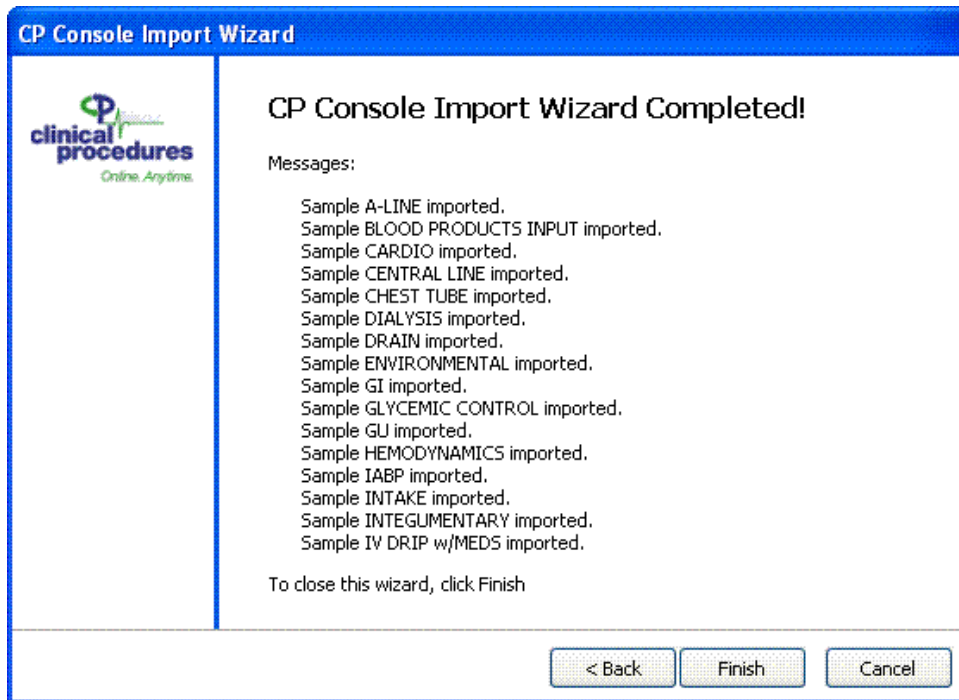 CP Console Import Wizard
CP
clinical
procedures
Online. Anytime.
CP Console Import Wizard Completed!
Messages:
Sample A-LINE imported.
Sample BLOOD PRODUCTS INPUT imported.
Sample CARDIO imported.
Sample CENTRAL LINE imported.
Sample CHEST TUBE imported.
Sample DIALYSIS imported.
Sample DRAIN imported.
Sample ENVIRONMENTAL imported.
Sample GI imported.
Sample GLYCEMIC CONTROL imported.
Sample GU imported.
Sample HEMODYNAMICS imported.
Sample IABP imported.
Sample INTAKE imported.
Sample INTEGUMENTARY imported.
Sample IV DRIP w/MEDS imported.
To close this wizard, click Finish
< Back Finish Cancel